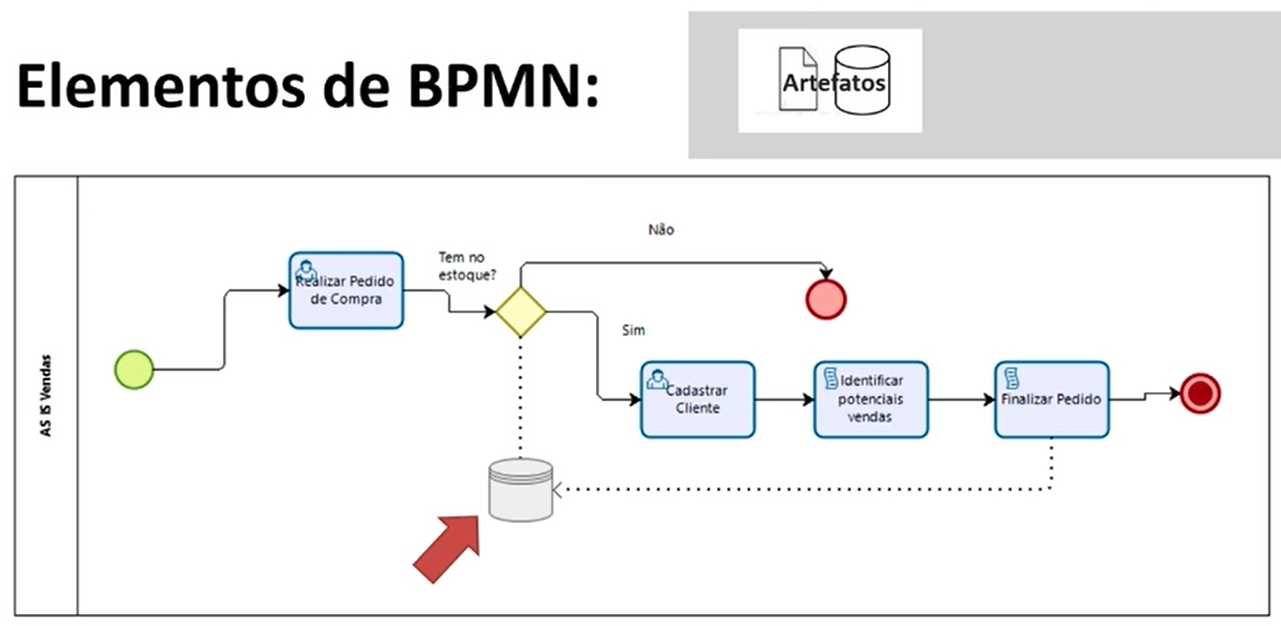 Elementos de BPMN:
Artefatos
AS IS Vendas
Realizar Pedido
de Compra
Tem no
estoque?
Não
Sim
Cadastrar
Cliente
Identificar
potenciais
vendas
Finalizar Pedido